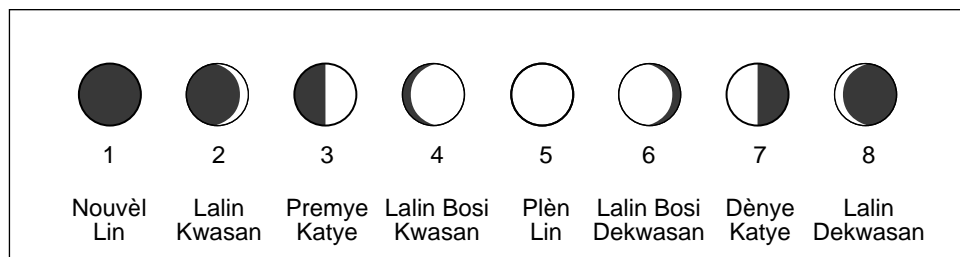 1 2 3 4 5 6 7 8
Nouvèl Lalin Premye Lalin Bosi Plèn Lalin Bosi Dènye Lalin
Lin Kwasan Katye Kwasan Lin Dekwasan Katye Dekwasan